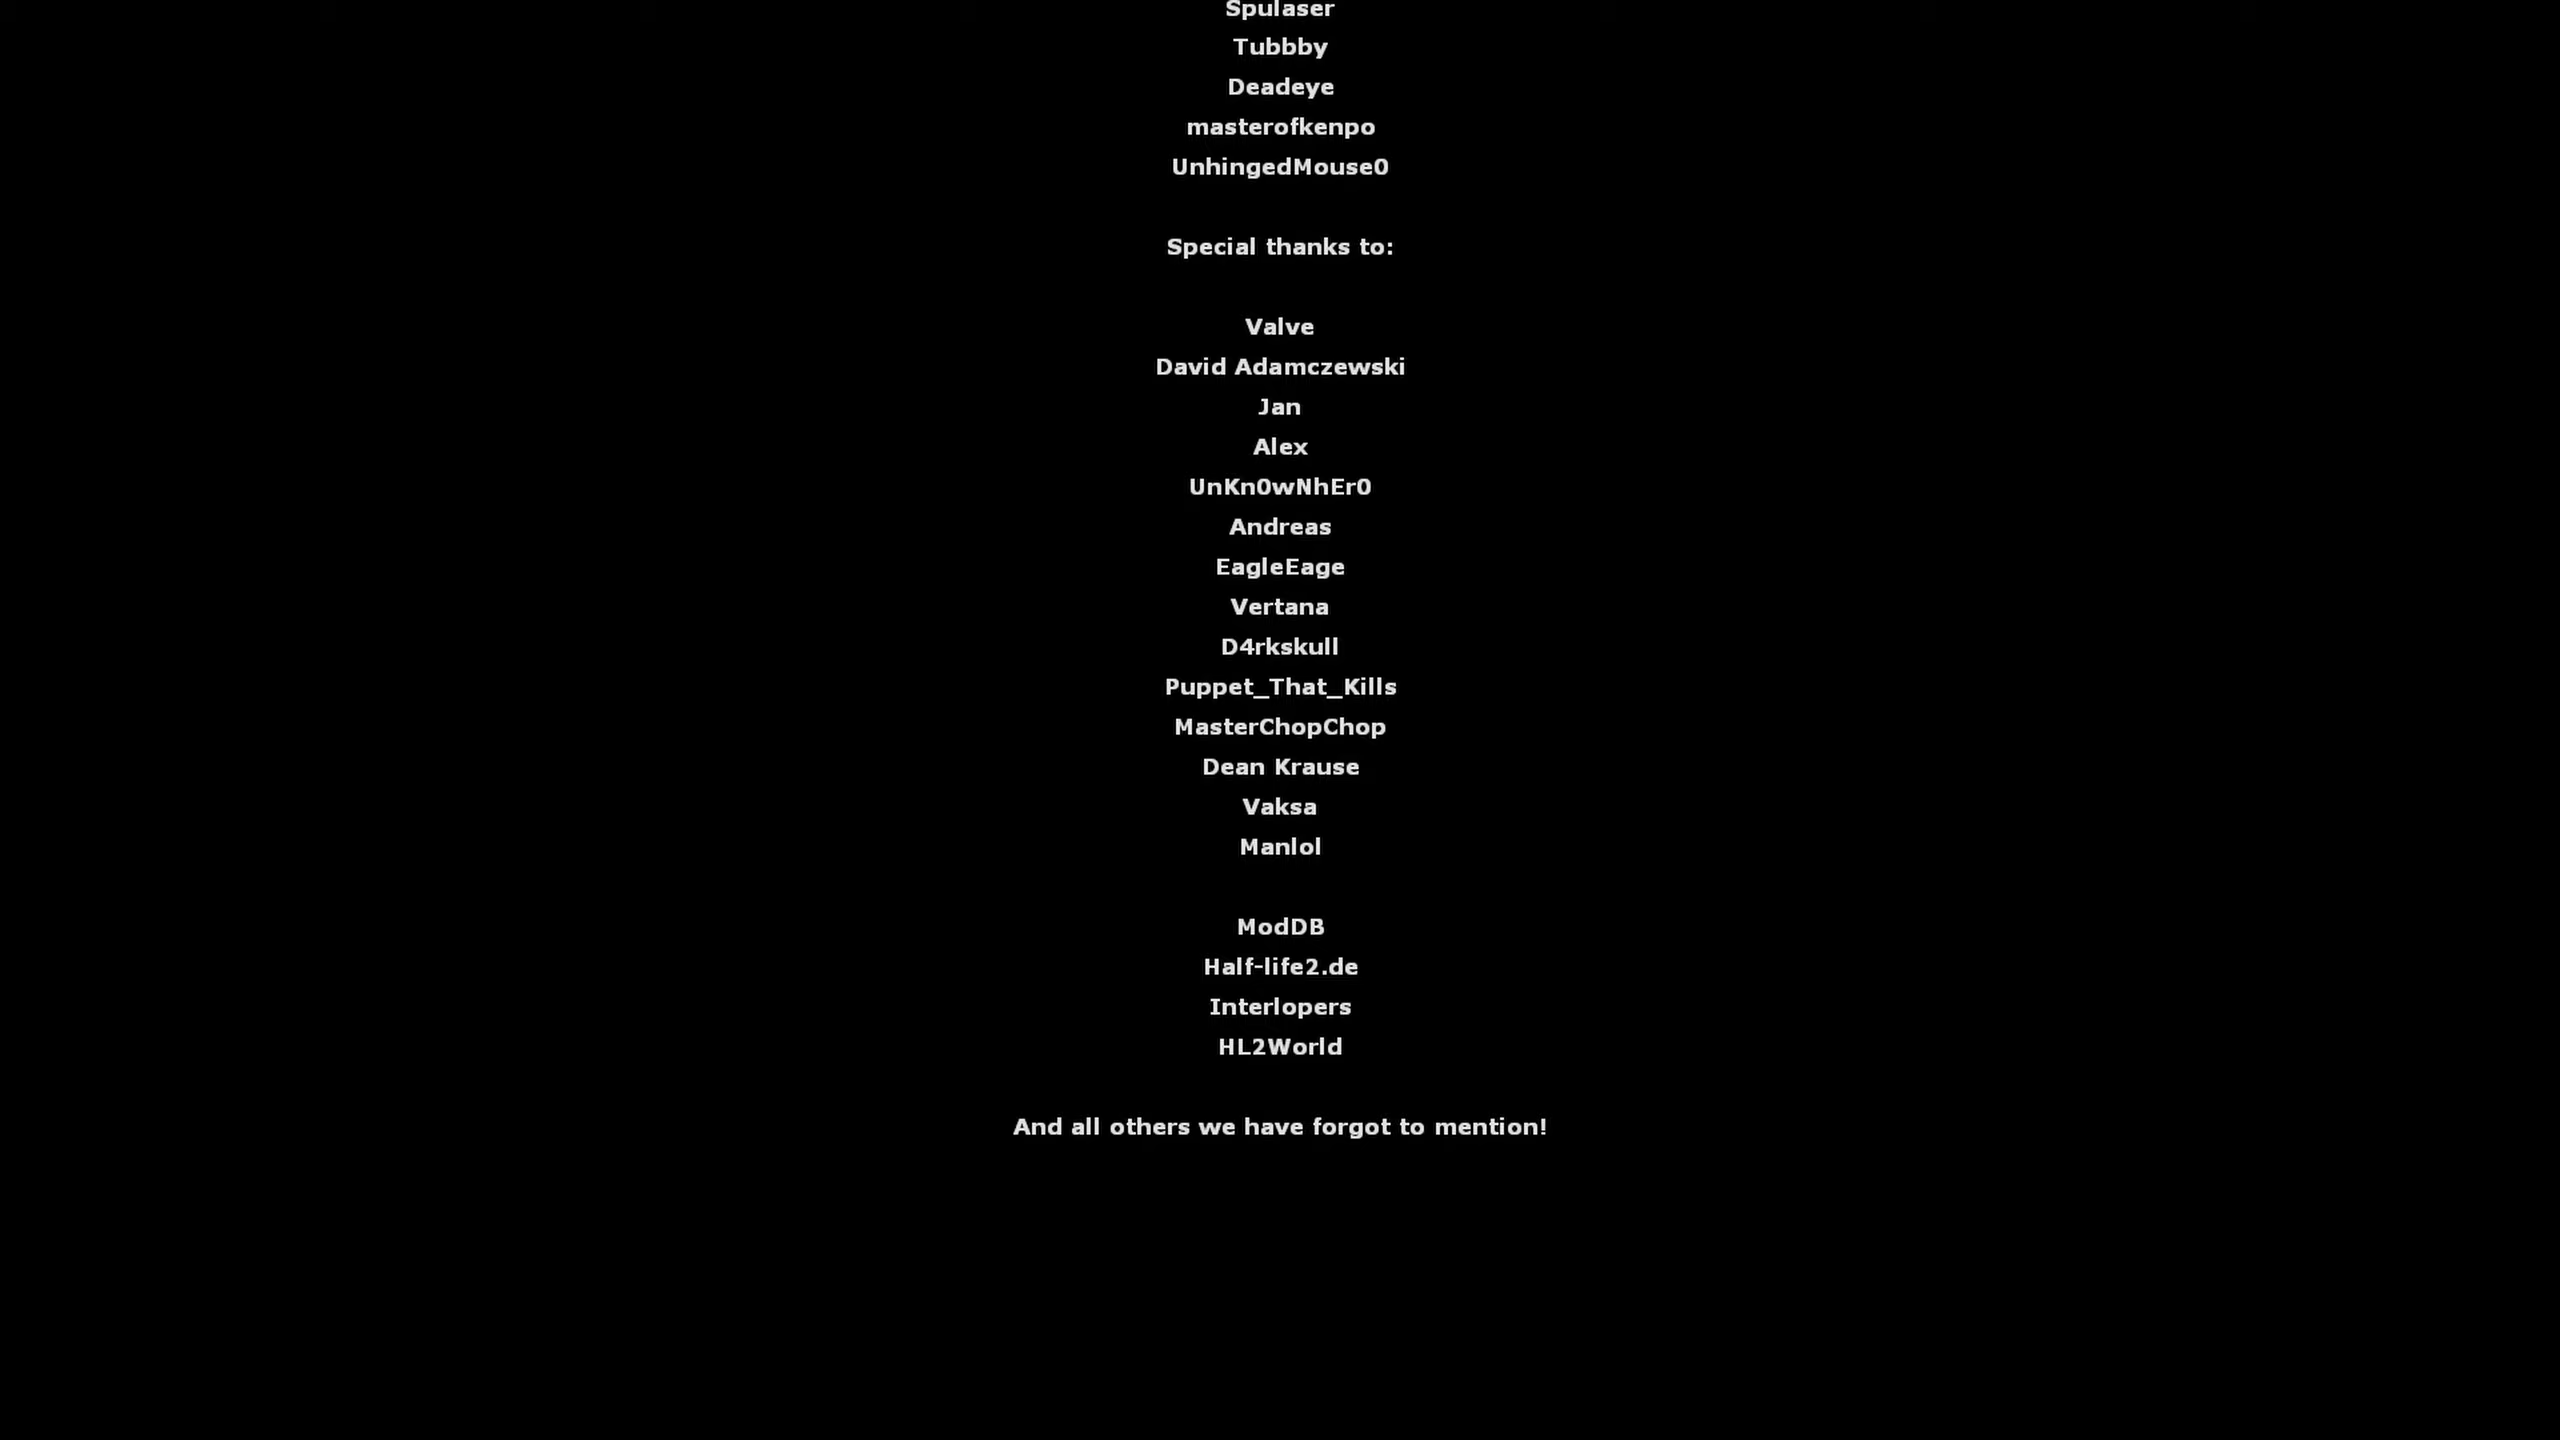 Spulaser
Tubbby
Deadeye
masterofkenpo
UnhingedMouse0
Special thanks to:
Valve
David Adamczewski
Jan
Alex
UnKn0wNhEr0
Andreas
EagleEage
Vertana
D4rkskull
Puppet_That_Kills
MasterChopChop
Dean Krause
Vaksa
Manlol
ModDB
Half-life2.de
Interlopers
HL2World
And all others we have forgot to mention!